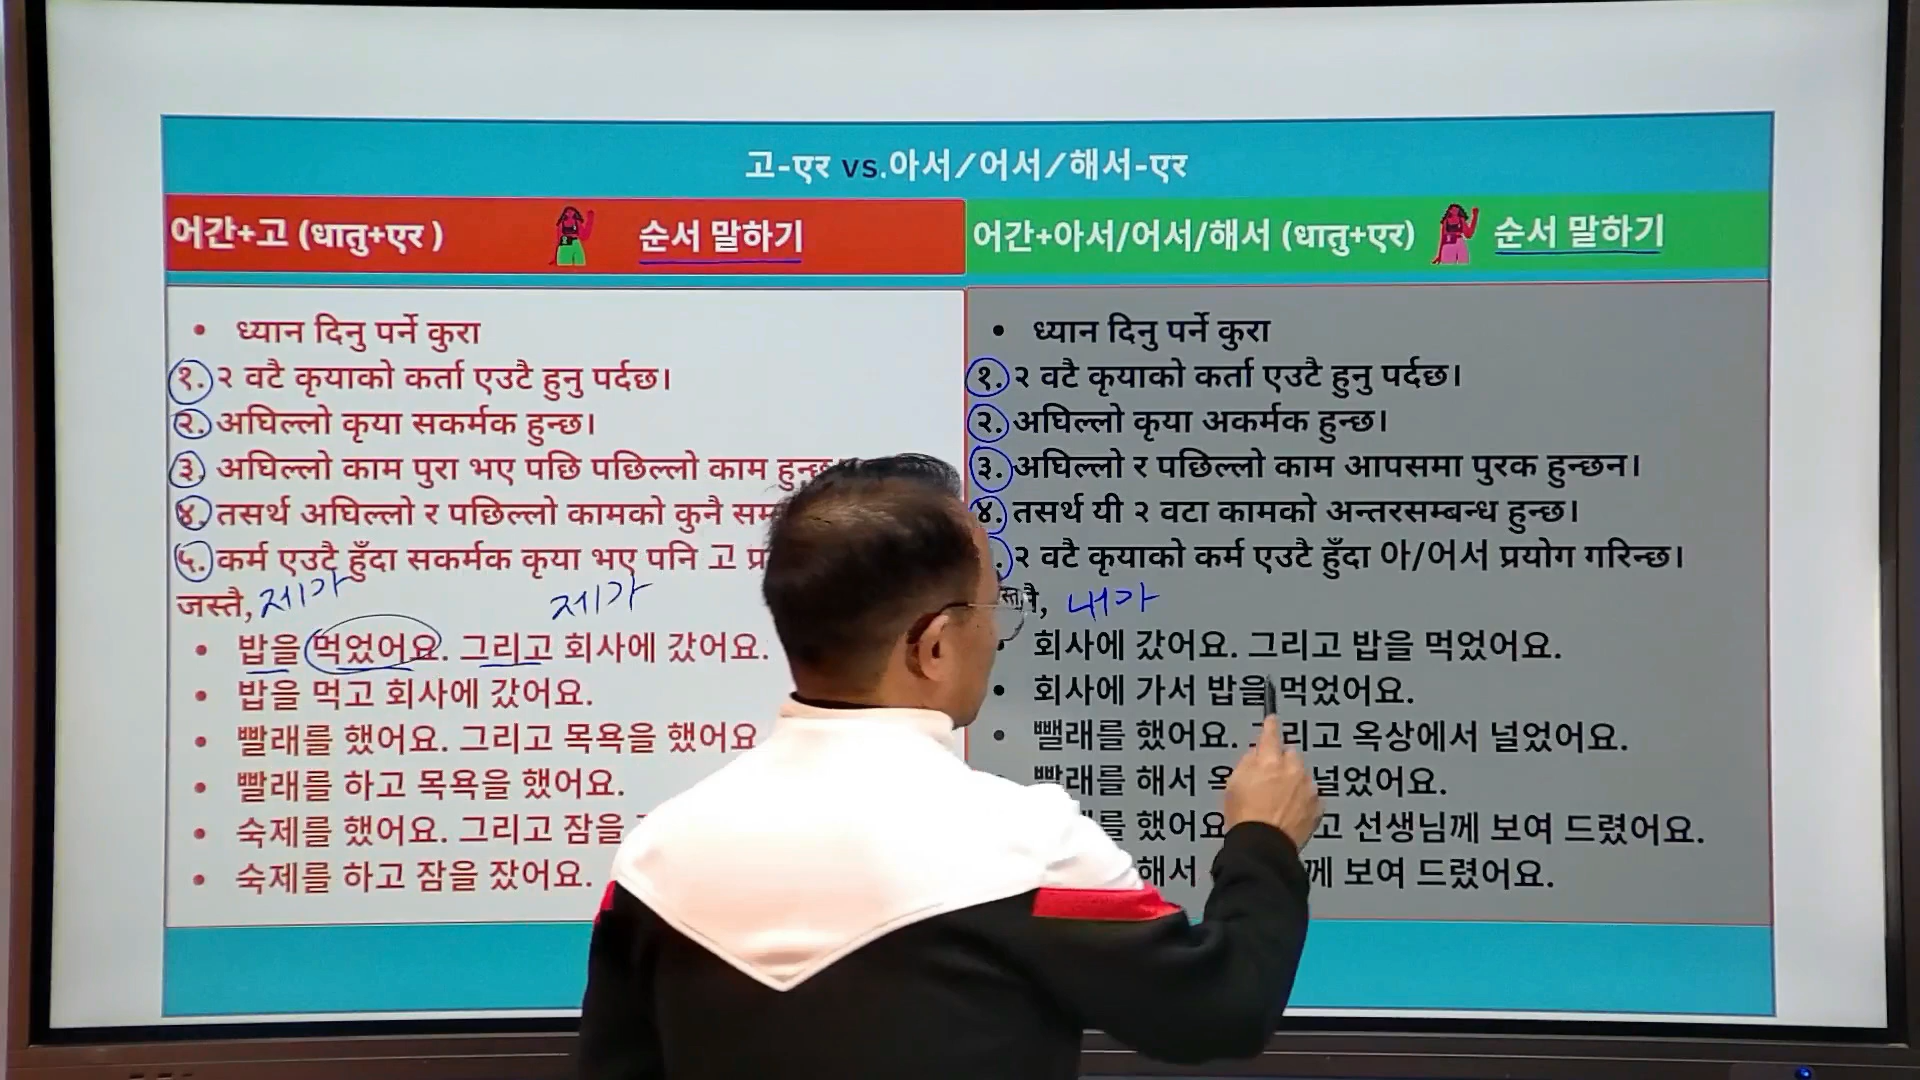 고-एर vs.아서/어서/해서-एर
어간+고 (धातु+एर ) 순서 말하기
ध्यान दिनु पर्ने कुरा
१. २ वटै कृयाको कर्ता एउटै हुनु पर्दछ।
२. अघिल्लो कृया सकर्मक हुन्छ।
३. अघिल्लो काम पुरा भए पछि पछिल्लो काम हुन्छ
४. तसर्थ अघिल्लो र पछिल्लो कामको कुनै
५. कर्म एउटै हुँदा सकर्मक कृया भए पनि 고
जस्तै, 제가 제가
밥을 먹었어요. 그리고 회사에 갔어요.
밥을 먹고 회사에 갔어요.
빨래를 했어요. 그리고 목욕을 했어요
빨래를 하고 목욕을 했어요.
숙제를 했어요. 그리고 잠을
숙제를 하고 잠을 잤어요.
어간+아서/어서/해서 (धातु+एर) 순서 말하기
ध्यान दिनु पर्ने कुरा
१. २ वटै कृयाको कर्ता एउटै हुनु पर्दछ।
२. अघिल्लो कृया अकर्मक हुन्छ।
३. अघिल्लो र पछिल्लो काम आपसमा पुरक हुन्छन।
४. तसर्थ यी २ वटा कामको अन्तरसम्बन्ध हुन्छ।
२ वटै कृयाको कर्म एउटै हुँदा 아/어서 प्रयोग गरिन्छ।
내가
회사에 갔어요. 그리고 밥을 먹었어요.
회사에 가서 밥을 먹었어요.
뺄래를 했어요. 그리고 옥상에서 널었어요.
빨래를 해서 널었어요.
했어요 선생님께 보여 드렸어요.
해서 보여 드렸어요.